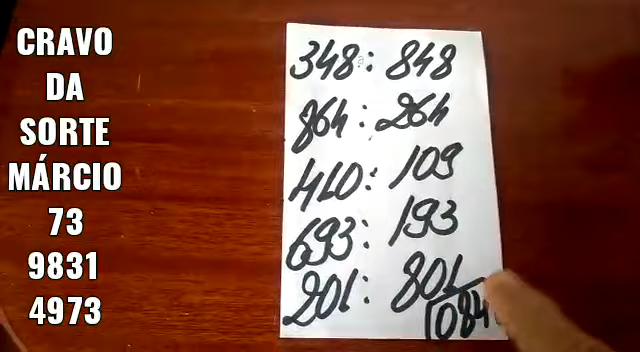 CRAVO
DA
SORTE
MÁRCIO
73
9831
4973
348: 848
864: 264
410: 109
693: 193
201: 801